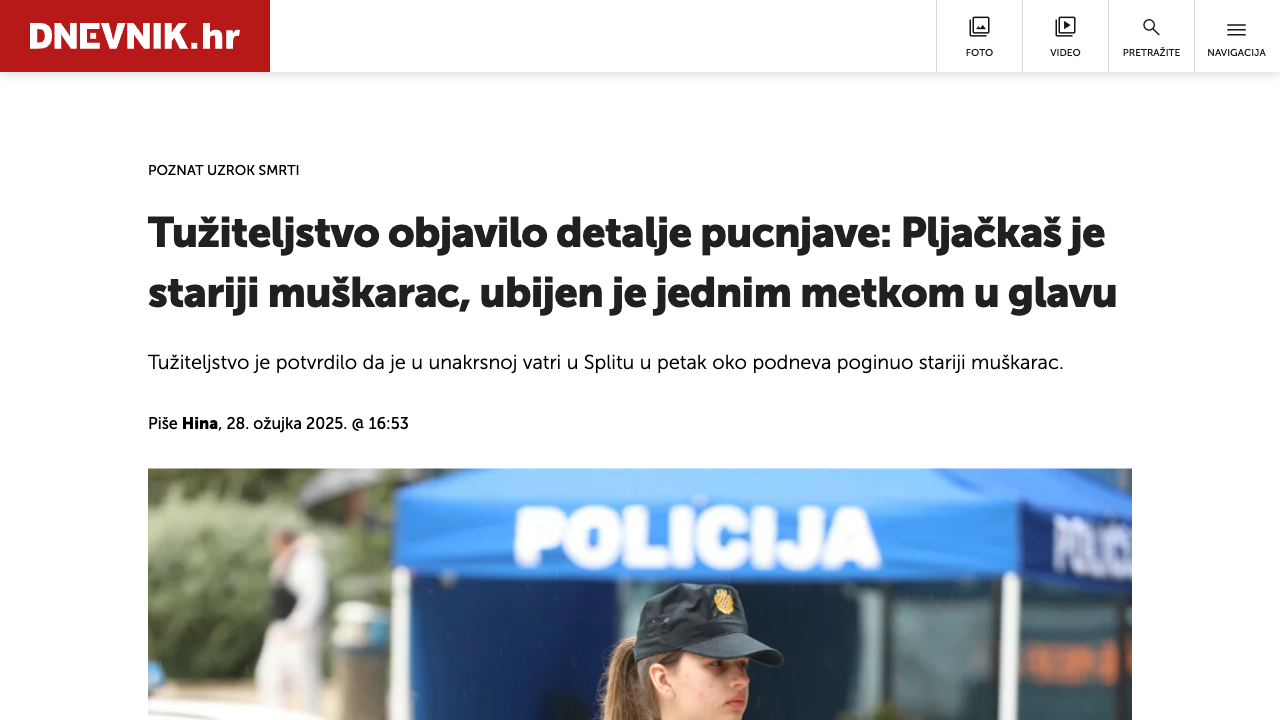 DNEVNIK.hr
FOTO
VIDEO
PRETRAŽITE
NAVIGACIJA
POZNAT UZROK SMRTI
Tužiteljstvo objavilo detalje pucnjave: Pljačkaš je
stariji muškarac, ubijen je jednim metkom u glavu
Tužiteljstvo je potvrdilo da je u unakrsnoj vatri u Splitu u petak oko podneva poginuo stariji muškarac.
Piše Hina, 28. ožujka 2025. @ 16:53
POLICIJA